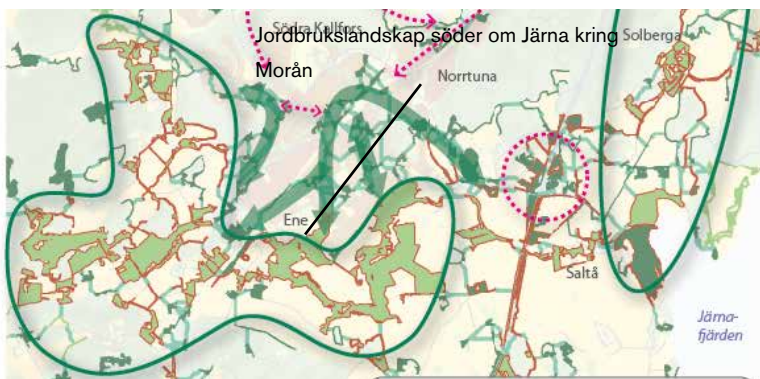 Södra Kallfors
Jordbrukslandskap söder om Järna kring
Morån
Solberga
Norrtuna
Ene
Saltå
Järna-
fjärden